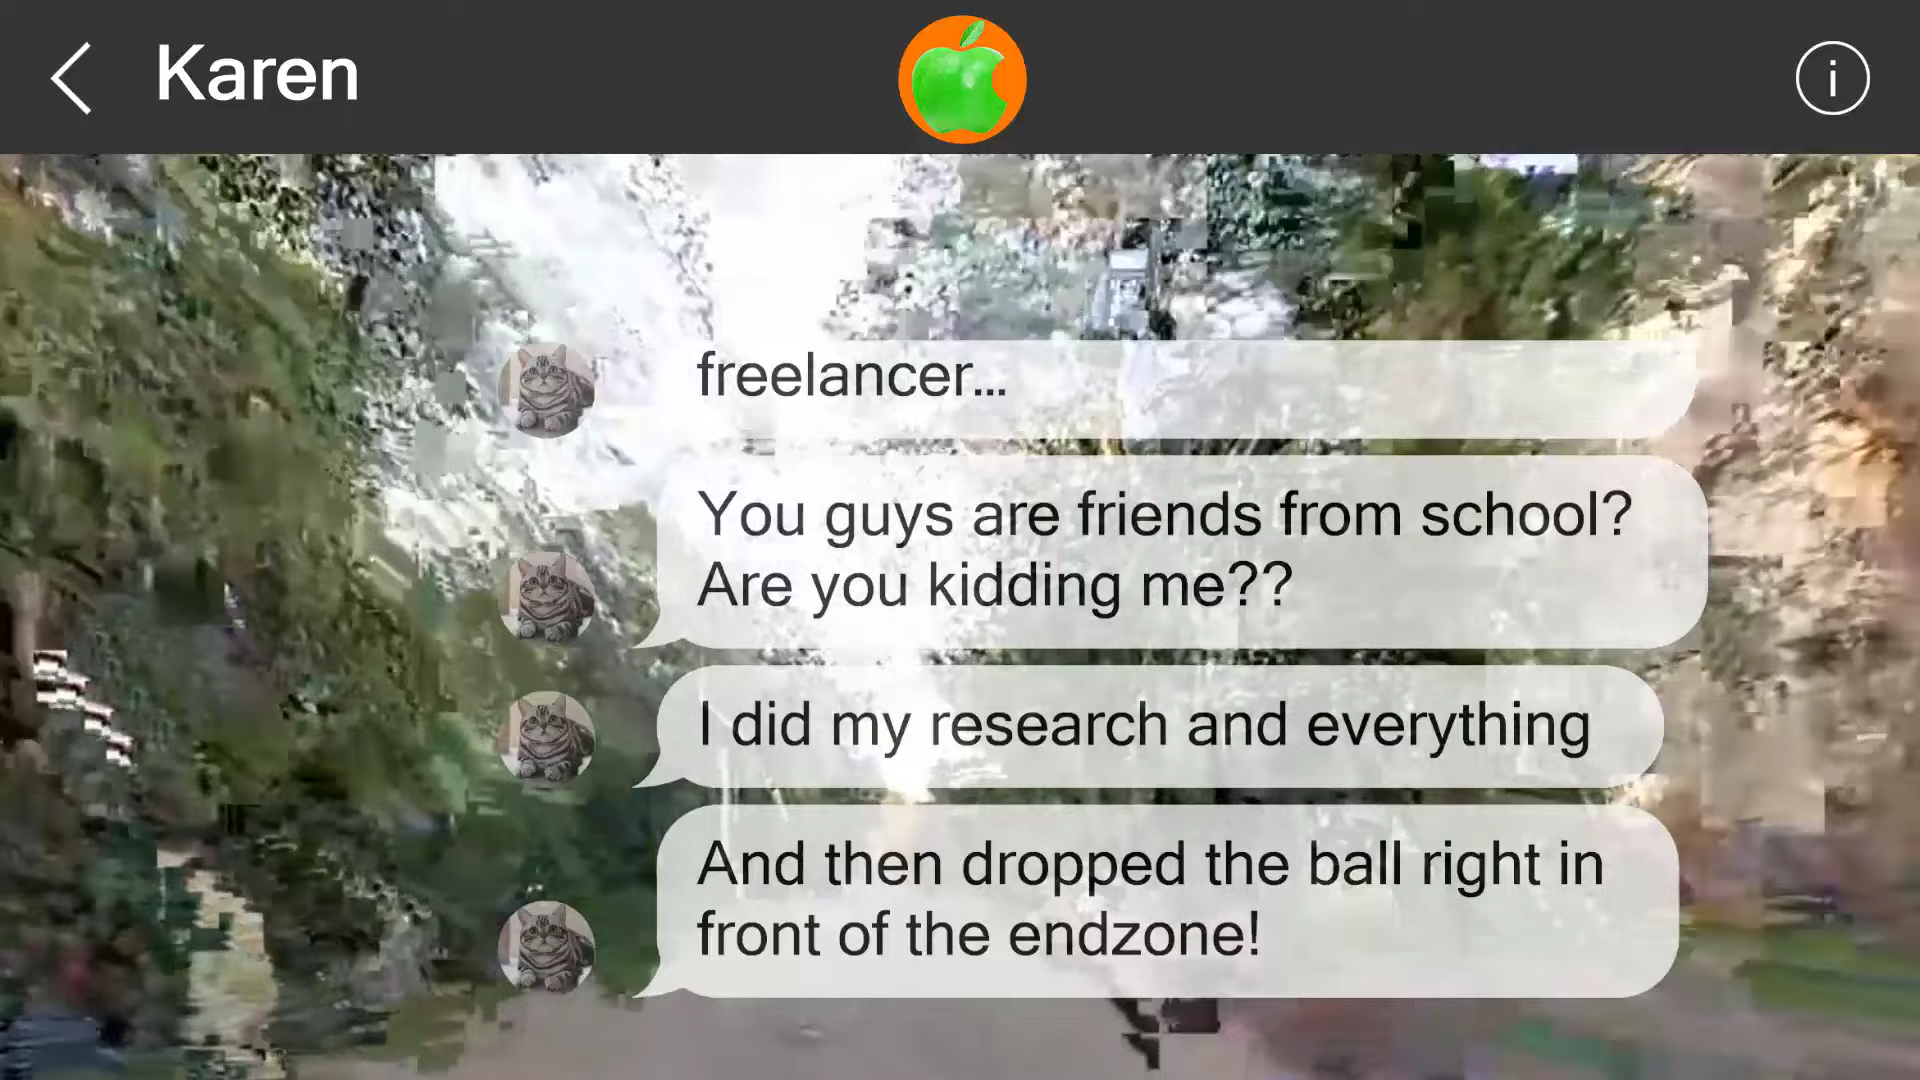 Karen
i
freelancer...
You guys are friends from school?
Are you kidding me??
I did my research and everything
And then dropped the ball right in
front of the endzone!